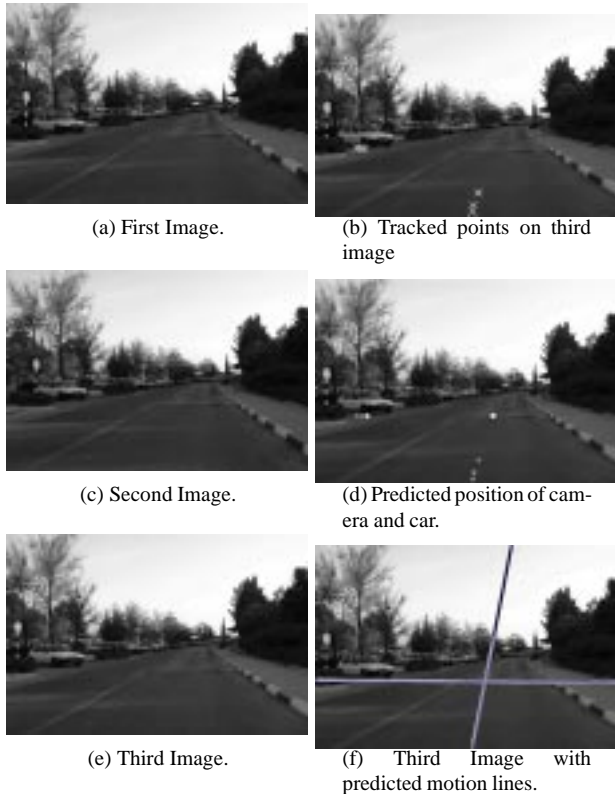 (a) First Image.
(b) Tracked points on third
image
(c) Second Image.
(d) Predicted position of cam-
era and car.
(e) Third Image.
(f) Third Image with
predicted motion lines.